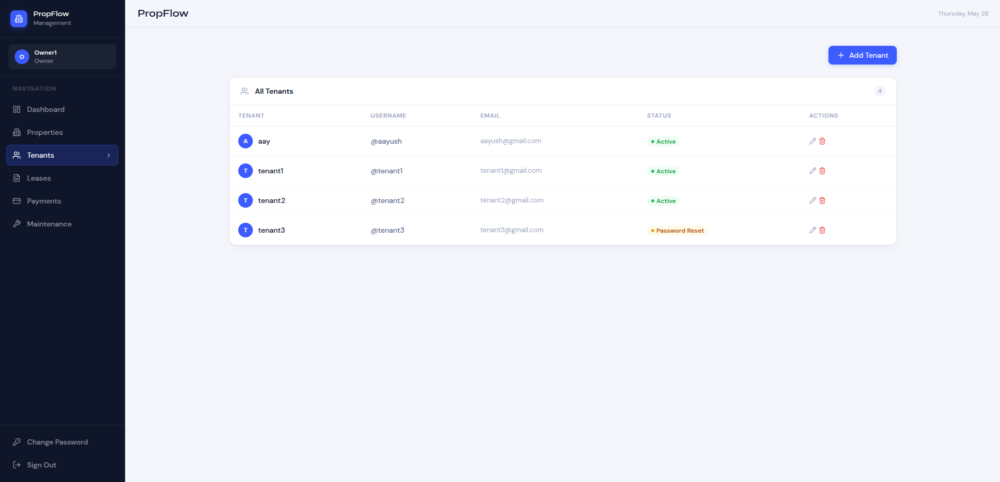 PropFlow
Management
O
Owner1
Owner
NAVIGATION
Dashboard
Properties
Tenants
Leases
Payments
Maintenance
Change Password
Sign Out
PropFlow
Thursday, May 28
+ Add Tenant
All Tenants
4
TENANT USERNAME EMAIL STATUS ACTIONS
A aay @aayush aayush@gmail.com Active
T tenant1 @tenant1 tenant1@gmail.com Active
T tenant2 @tenant2 tenant2@gmail.com Active
T tenant3 @tenant3 tenant3@gmail.com Password Reset